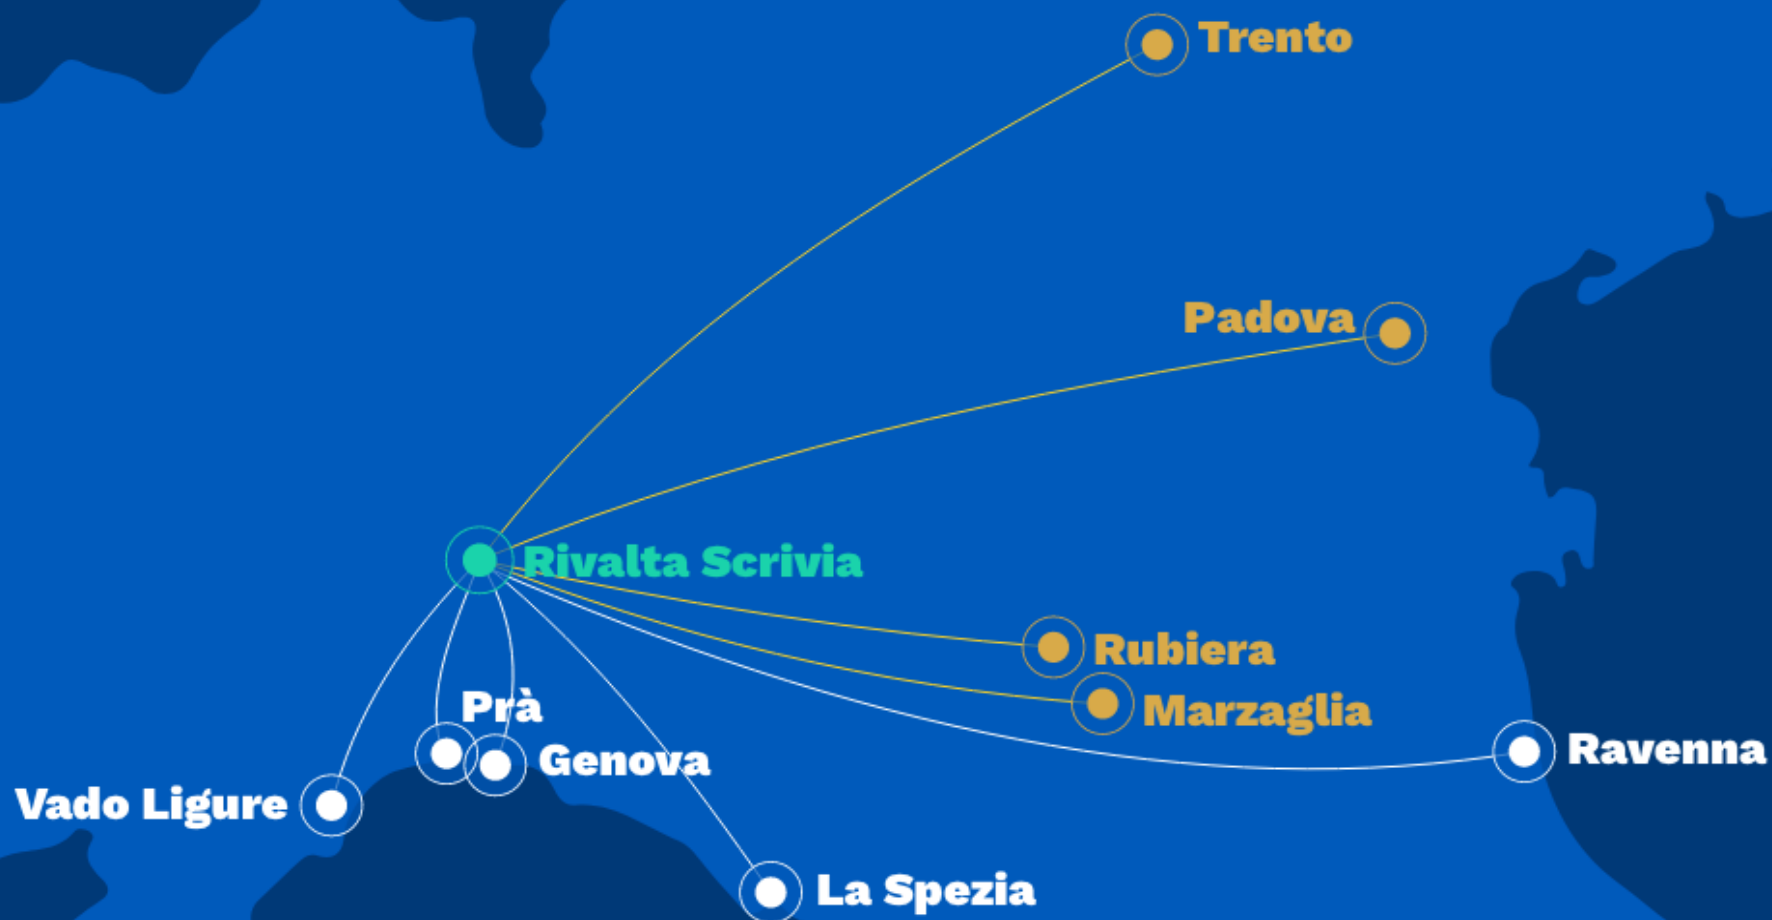 Trento
Padova
Rivalta Scrivia
Rubiera
Marzaglia
Prà
Genova
Ravenna
Vado Ligure
La Spezia